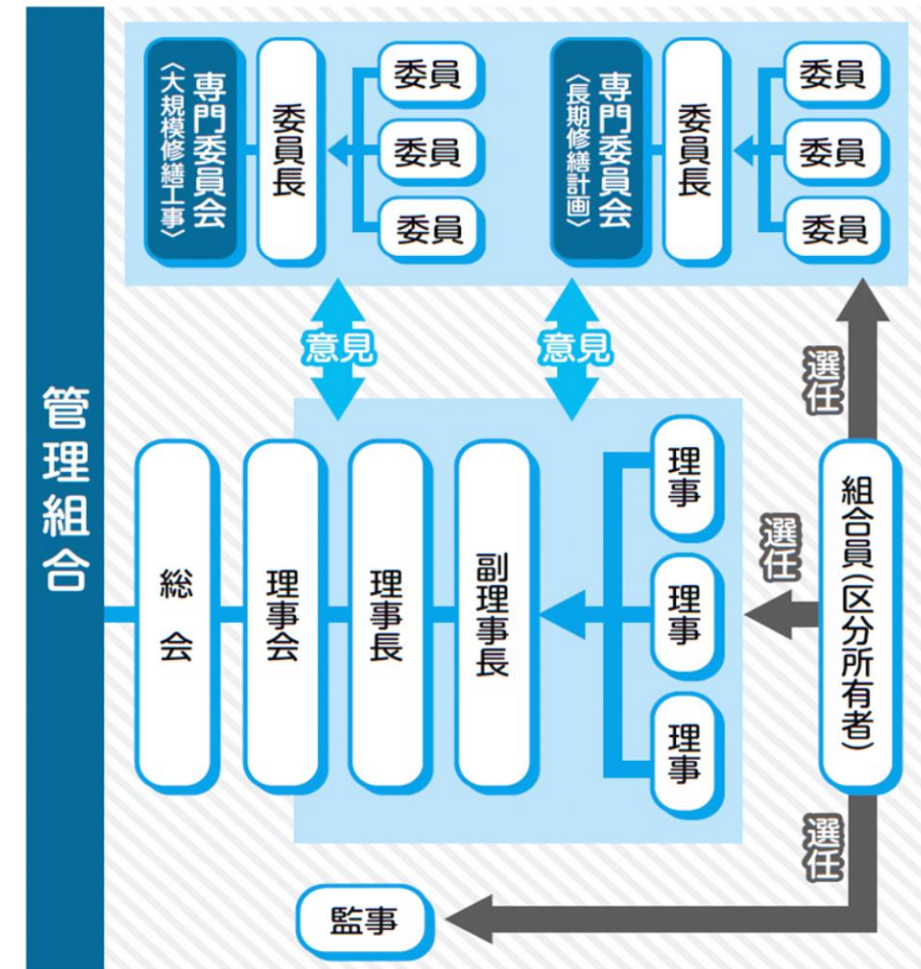 管理組合
専門委員会
〈大規模修繕工事〉
委員長
委員
委員
委員
専門委員会
〈長期修繕計画〉
委員長
委員
委員
委員
意見
意見
選任
総会
理事会
理事長
副理事長
理事
理事
理事
選任
組合員(区分所有者)
選任
監事